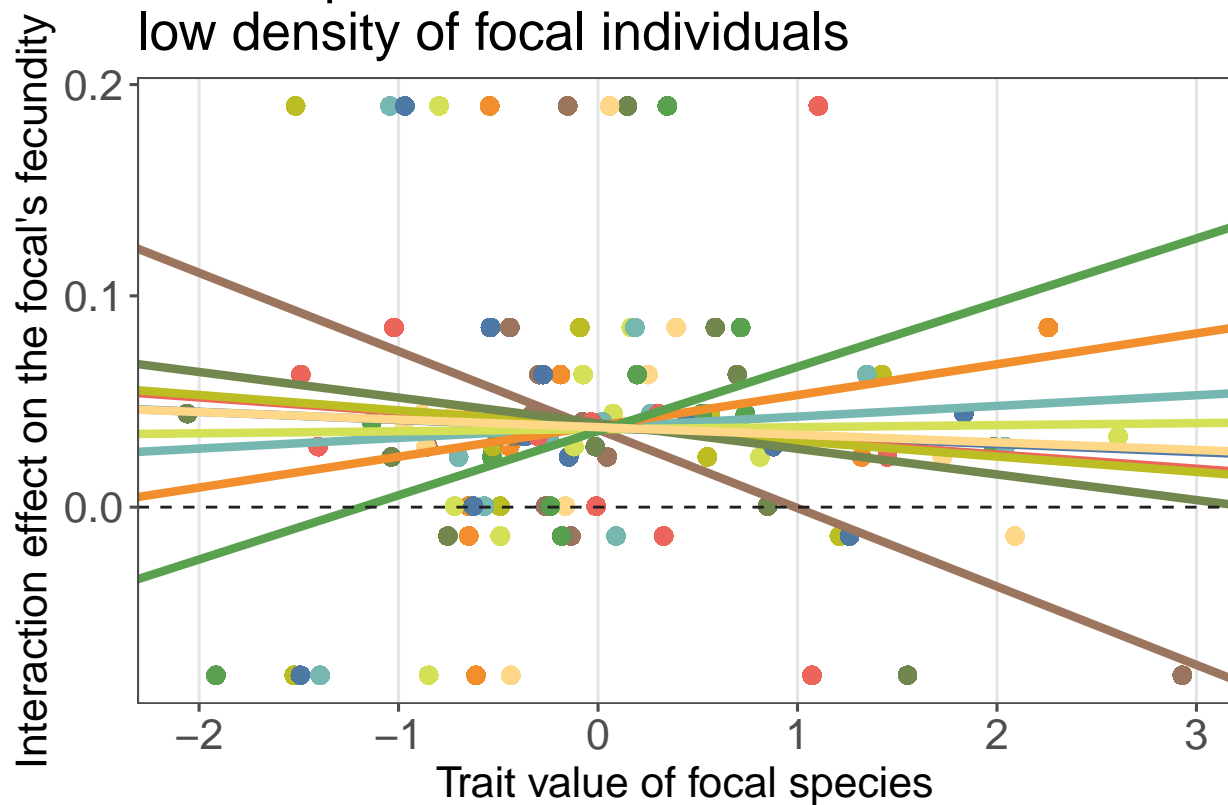 low density of focal individuals
Interaction effect on the focal's fecundity
0.2
0.1
0.0
−2 −1 0 1 2 3
Trait value of focal species